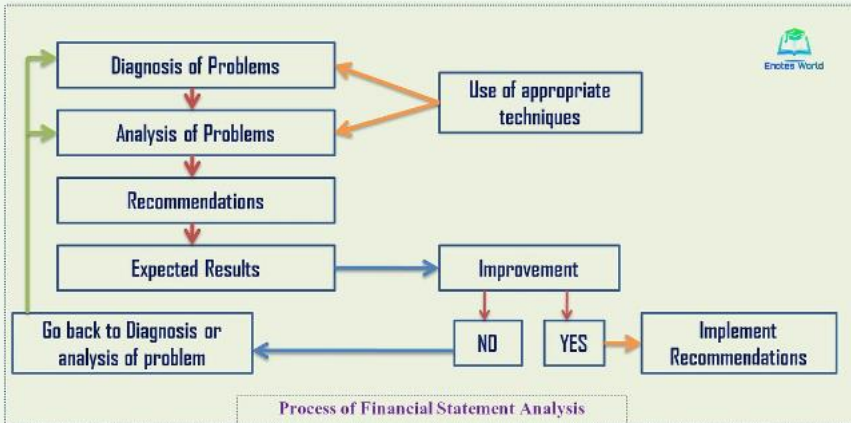 Diagnosis of Problems
Enotes World
Use of appropriate
techniques
Analysis of Problems
Recommendations
Expected Results
Improvement
Go back to Diagnosis or
analysis of problem
NO
YES
Implement
Recommendations
Process of Financial Statement Analysis